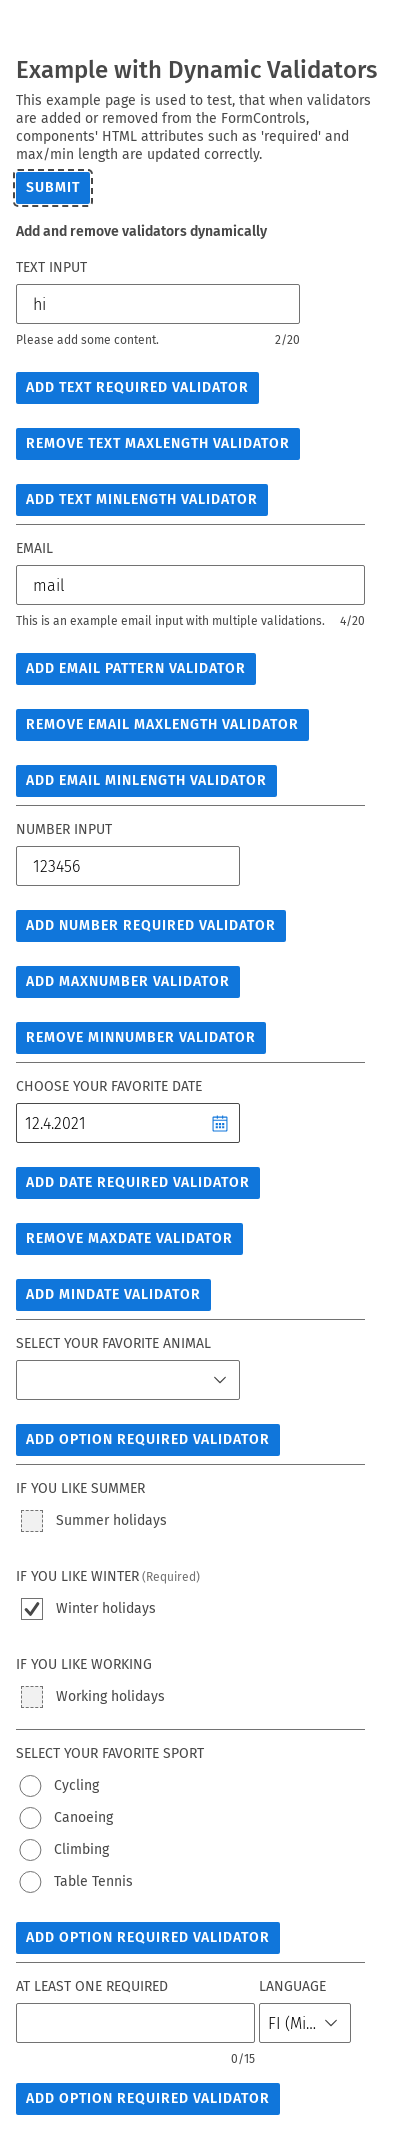 Example with Dynamic Validators
This example page is used to test, that when validators
are added or removed from the FormControls,
components' HTML attributes such as 'required' and
max/min length are updated correctly.
SUBMIT
Add and remove validators dynamically
TEXT INPUT
hi
Please add some content. 2/20
ADD TEXT REQUIRED VALIDATOR
REMOVE TEXT MAXLENGTH VALIDATOR
ADD TEXT MINLENGTH VALIDATOR
EMAIL
mail
This is an example email input with multiple validations. 4/20
ADD EMAIL PATTERN VALIDATOR
REMOVE EMAIL MAXLENGTH VALIDATOR
ADD EMAIL MINLENGTH VALIDATOR
NUMBER INPUT
123456
ADD NUMBER REQUIRED VALIDATOR
ADD MAXNUMBER VALIDATOR
REMOVE MINNUMBER VALIDATOR
CHOOSE YOUR FAVORITE DATE
12.4.2021
ADD DATE REQUIRED VALIDATOR
REMOVE MAXDATE VALIDATOR
ADD MINDATE VALIDATOR
SELECT YOUR FAVORITE ANIMAL
ADD OPTION REQUIRED VALIDATOR
IF YOU LIKE SUMMER
Summer holidays
IF YOU LIKE WINTER (Required)
Winter holidays
IF YOU LIKE WORKING
Working holidays
SELECT YOUR FAVORITE SPORT
Cycling
Canoeing
Climbing
Table Tennis
ADD OPTION REQUIRED VALIDATOR
AT LEAST ONE REQUIRED LANGUAGE
FI (Mi...
0/15
ADD OPTION REQUIRED VALIDATOR